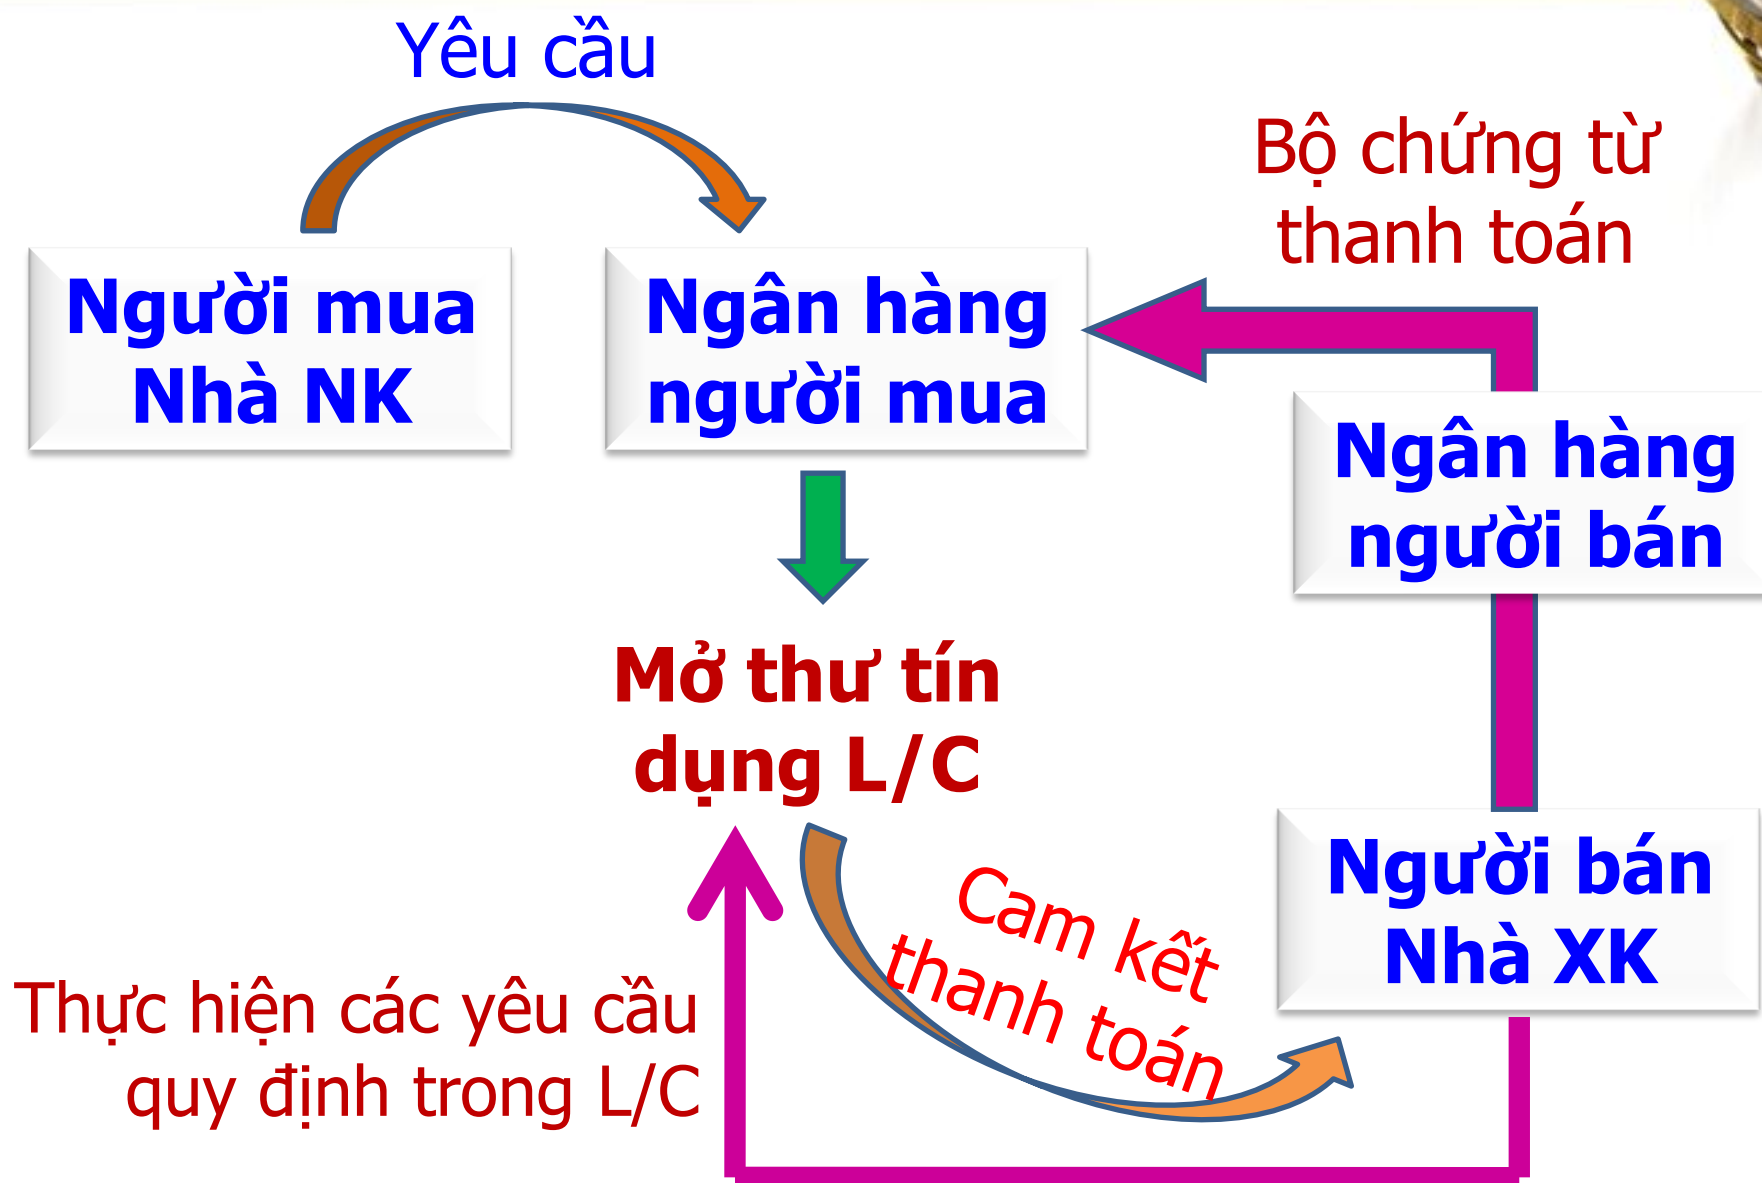 Yêu cầu
Bộ chứng từ
thanh toán
Người mua
Nhà NK
Ngân hàng
người mua
Ngân hàng
người bán
Mở thư tín
dụng L/C
Người bán
Nhà XK
Cam kết
thanh toán
Thực hiện các yêu cầu
quy định trong L/C